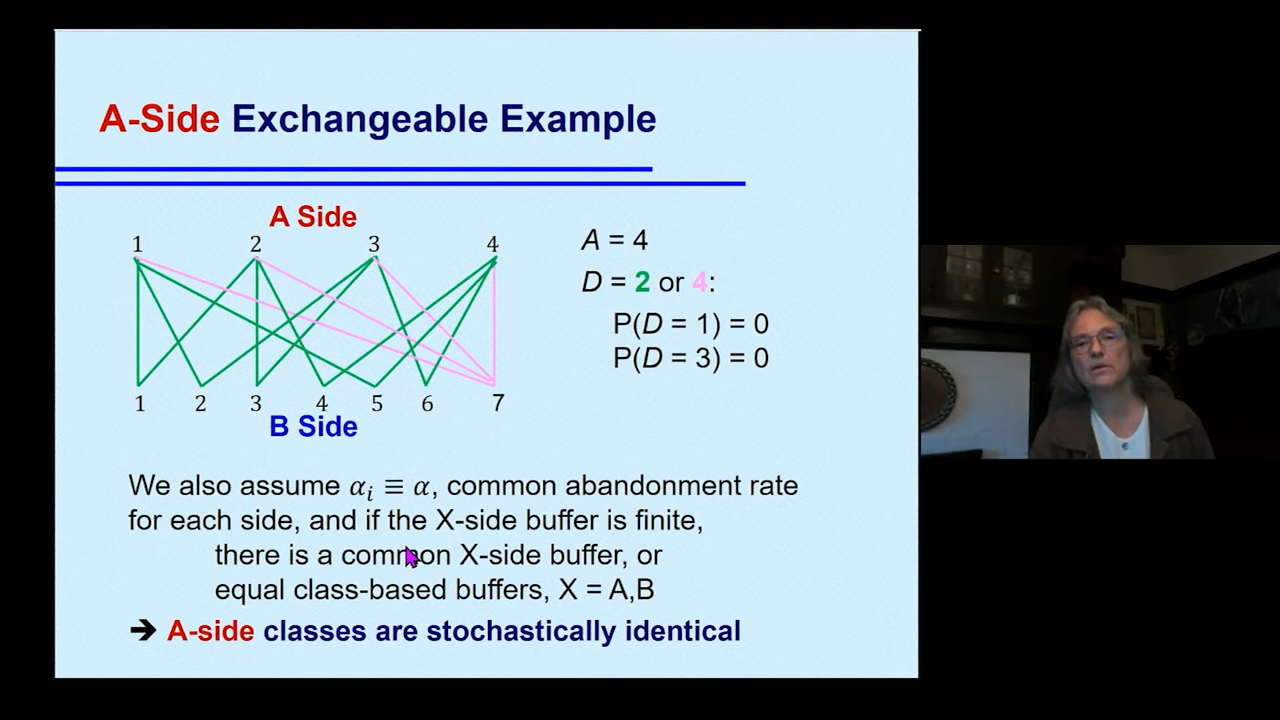 A-Side Exchangeable Example
A Side
1 2 3 4
1 2 3 4 5 6 7
B Side
A = 4
D = 2 or 4:
P(D = 1) = 0
P(D = 3) = 0
We also assume αᵢ ≡ α, common abandonment rate
for each side, and if the X-side buffer is finite,
there is a common X-side buffer, or
equal class-based buffers, X = A,B
➔ A-side classes are stochastically identical